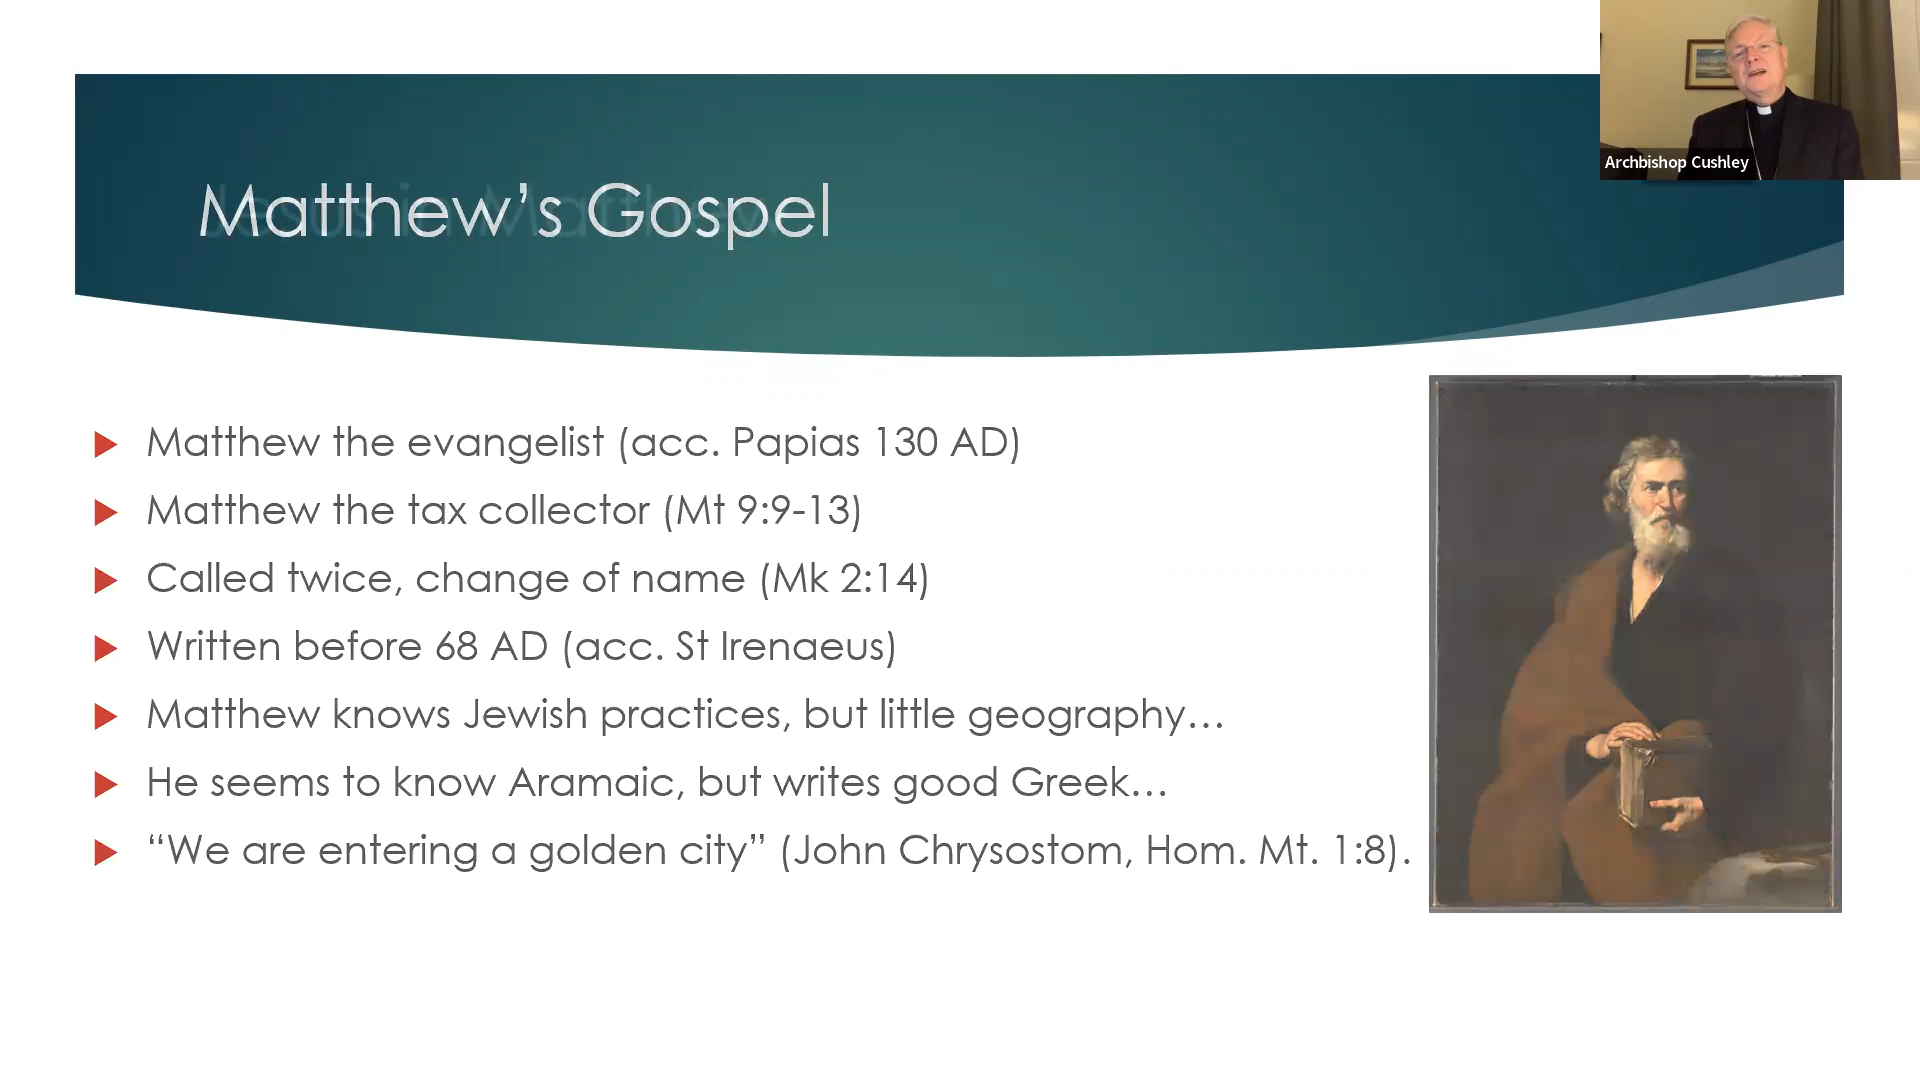 Archbishop Cushley
Matthew’s Gospel
Matthew the evangelist (acc. Papias 130 AD)
Matthew the tax collector (Mt 9:9-13)
Called twice, change of name (Mk 2:14)
Written before 68 AD (acc. St Irenaeus)
Matthew knows Jewish practices, but little geography…
He seems to know Aramaic, but writes good Greek…
“We are entering a golden city” (John Chrysostom, Hom. Mt. 1:8).